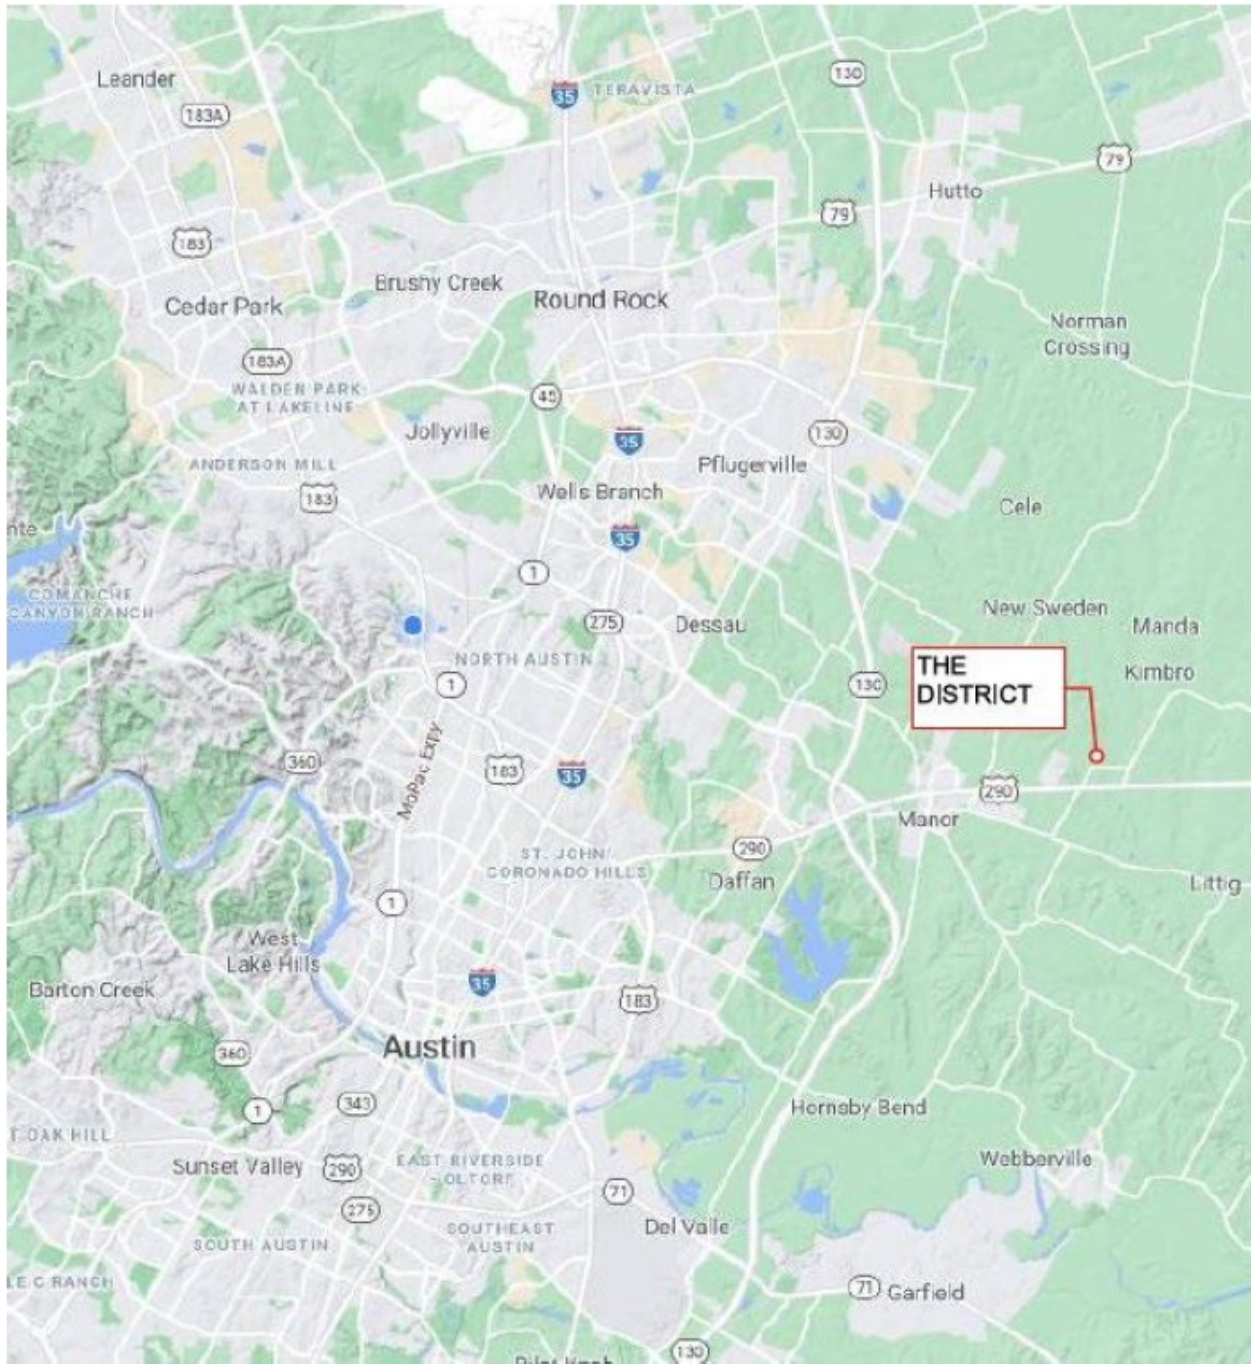 Leander
183A
35
TERAVISTA
130
79
Hutto
79
183
Cedar Park
Brushy Creek
Round Rock
Norman
Crossing
183A
WALDEN PARK
AT LAKELINE
45
Jollyville
35
130
ANDERSON MILL
183
Pflugerville
Wells Branch
Cele
35
1
COMANCHE
CANYON RANCH
275
Dessau
New Sweden
Manda
NORTH AUSTIN
1
130
THE
DISTRICT
Kimbro
360
MoPac Expy
183
35
290
Manor
290
ST. JOHN/
CORONADO HILLS
Daffan
Littig
1
West
Lake Hills
Barton Creek
35
183
Austin
360
1
343
Hornsby Bend
T OAK HILL
Sunset Valley
290
EAST RIVERSIDE
-OLTORF
Webberville
71
275
SOUTH AUSTIN
SOUTHEAST
AUSTIN
Del Valle
LE C RANCH
71
Garfield
130